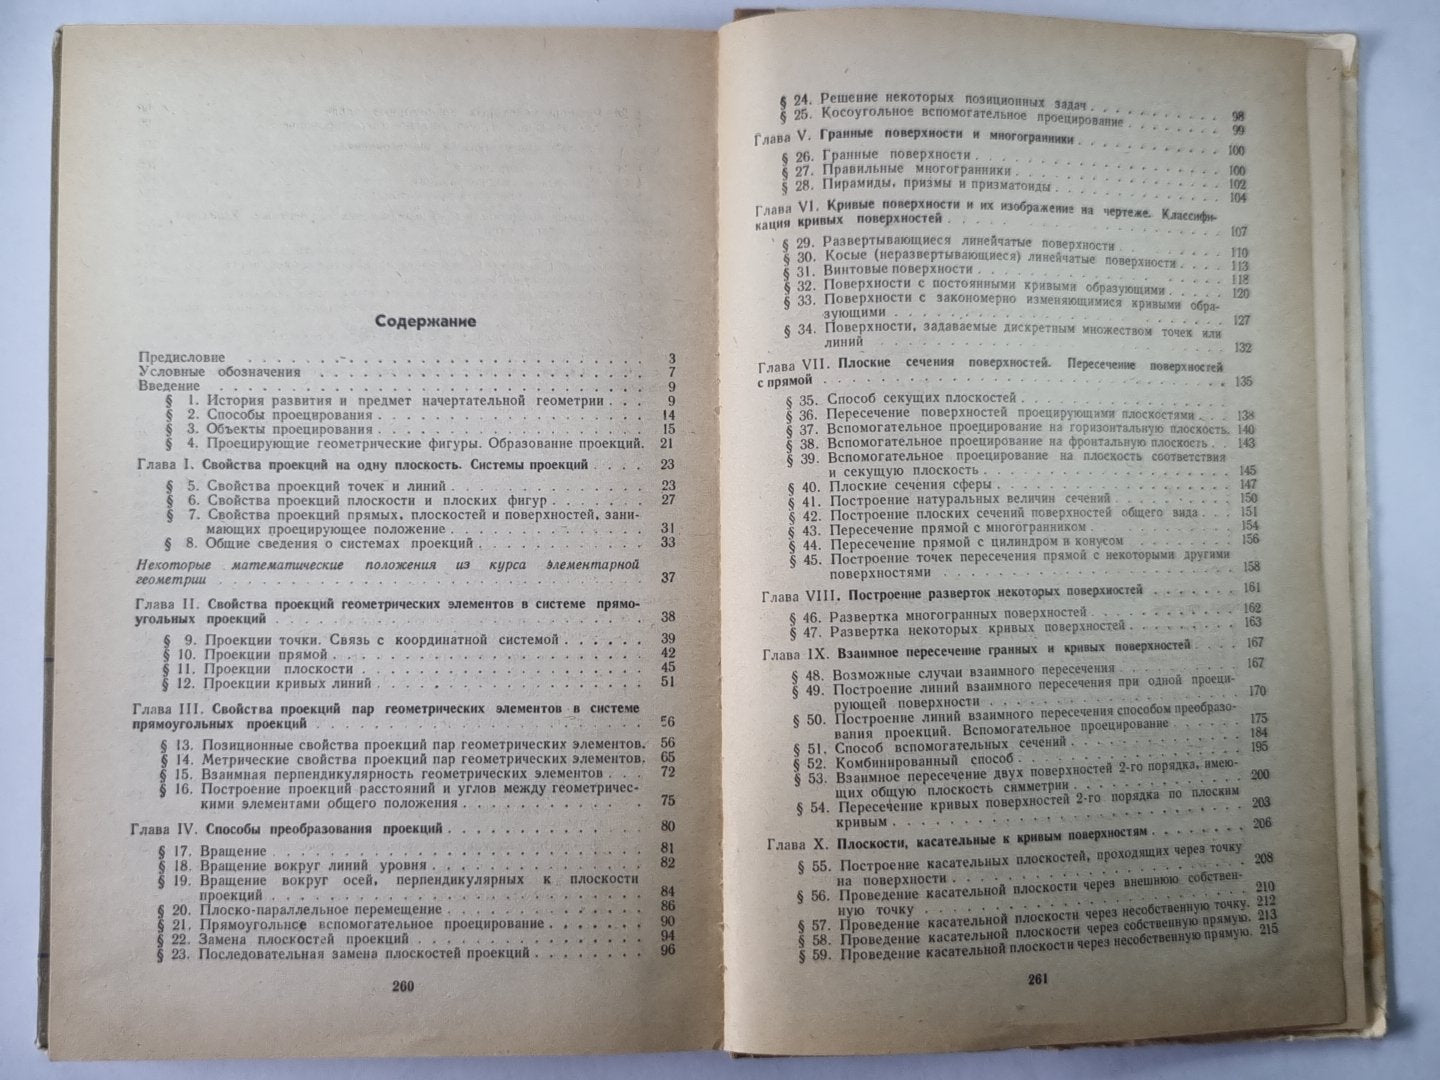 Содержание
Предисловие . . . 3
Условные обозначения . . . 7
Введение . . . 9
§ 1. История развития и предмет начертательной геометрии . . . 9
§ 2. Способы проецирования . . . 14
§ 3. Объекты проецирования . . . 15
§ 4. Проецирующие геометрические фигуры. Образование проекций. 21
Глава I. Свойства проекций на одну плоскость. Системы проекций . . . 23
§ 5. Свойства проекций точек и линий . . . 23
§ 6. Свойства проекций плоскости и плоских фигур . . . 27
§ 7. Свойства проекций прямых, плоскостей и поверхностей, зани-
мающих проецирующее положение . . . 31
§ 8. Общие сведения о системах проекций . . . 33
Некоторые математические положения из курса элементарной
геометрии . . . 37
Глава II. Свойства проекций геометрических элементов в системе прямо-
угольных проекций . . . 38
§ 9. Проекции точки. Связь с координатной системой . . . 39
§ 10. Проекции прямой . . . 42
§ 11. Проекции плоскости . . . 45
§ 12. Проекции кривых линий . . . 51
Глава III. Свойства проекций пар геометрических элементов в системе
прямоугольных проекций . . . 56
§ 13. Позиционные свойства проекций пар геометрических элементов. 56
§ 14. Метрические свойства проекций пар геометрических элементов. 65
§ 15. Взаимная перпендикулярность геометрических элементов . . . 72
§ 16. Построение проекций расстояний и углов между геометричес-
кими элементами общего положения . . . 75
Глава IV. Способы преобразования проекций . . . 80
§ 17. Вращение . . . 81
§ 18. Вращение вокруг линий уровня . . . 82
§ 19. Вращение вокруг осей, перпендикулярных к плоскости
проекций . . . 84
§ 20. Плоско-параллельное перемещение . . . 86
§ 21. Прямоугольное вспомогательное проецирование . . . 90
§ 22. Замена плоскостей проекций . . . 94
§ 23. Последовательная замена плоскостей проекций . . . 96
260
§ 24. Решение некоторых позиционных задач . . . 98
§ 25. Косоугольное вспомогательное проецирование . . . 99
Глава V. Гранные поверхности и многогранники . . . 100
§ 26. Гранные поверхности . . . 100
§ 27. Правильные многогранники . . . 102
§ 28. Пирамиды, призмы и призматоиды . . . 104
Глава VI. Кривые поверхности и их изображение на чертеже. Классифи-
кация кривых поверхностей . . . 107
§ 29. Развертывающиеся линейчатые поверхности . . . 110
§ 30. Косые (неразвертывающиеся) линейчатые поверхности . . . 113
§ 31. Винтовые поверхности . . . 118
§ 32. Поверхности с постоянными кривыми образующими . . . 120
§ 33. Поверхности с закономерно изменяющимися кривыми обра-
зующими . . . 127
§ 34. Поверхности, задаваемые дискретным множеством точек или
линий . . . 132
Глава VII. Плоские сечения поверхностей. Пересечение поверхностей
с прямой . . . 135
§ 35. Способ секущих плоскостей . . .
§ 36. Пересечение поверхностей проецирующими плоскостями . . . 138
§ 37. Вспомогательное проецирование на горизонтальную плоскость. 140
§ 38. Вспомогательное проецирование на фронтальную плоскость . . 143
§ 39. Вспомогательное проецирование на плоскость соответствия
и секущую плоскость . . . 145
§ 40. Плоские сечения сферы . . . 147
§ 41. Построение натуральных величин сечений . . . 150
§ 42. Построение плоских сечений поверхностей общего вида . . . 151
§ 43. Пересечение прямой с многогранником . . . 154
§ 44. Пересечение прямой с цилиндром и конусом . . . 156
§ 45. Построение точек пересечения прямой с некоторыми другими
поверхностями . . . 158
Глава VIII. Построение разверток некоторых поверхностей . . . 161
§ 46. Развертка многогранных поверхностей . . . 162
§ 47. Развертка некоторых кривых поверхностей . . . 163
Глава IX. Взаимное пересечение гранных и кривых поверхностей . . . 167
§ 48. Возможные случаи взаимного пересечения . . . 167
§ 49. Построение линий взаимного пересечения при одной проеци-
рующей поверхности . . . 170
§ 50. Построение линий взаимного пересечения способом преобразо-
вания проекций. Вспомогательное проецирование . . . 175
§ 51. Способ вспомогательных сечений . . . 184
§ 52. Комбинированный способ . . . 195
§ 53. Взаимное пересечение двух поверхностей 2-го порядка, имею-
щих общую плоскость симметрии . . . 200
§ 54. Пересечение кривых поверхностей 2-го порядка по плоским
кривым . . . 203
Глава X. Плоскости, касательные к кривым поверхностям . . . 206
§ 55. Построение касательных плоскостей, проходящих через точку
на поверхности . . . 208
§ 56. Проведение касательной плоскости через внешнюю собствен-
ную точку . . . 210
§ 57. Проведение касательной плоскости через несобственную точку. 212
§ 58. Проведение касательной плоскости через собственную прямую. 213
§ 59. Проведение касательной плоскости через несобственную прямую. 215
261